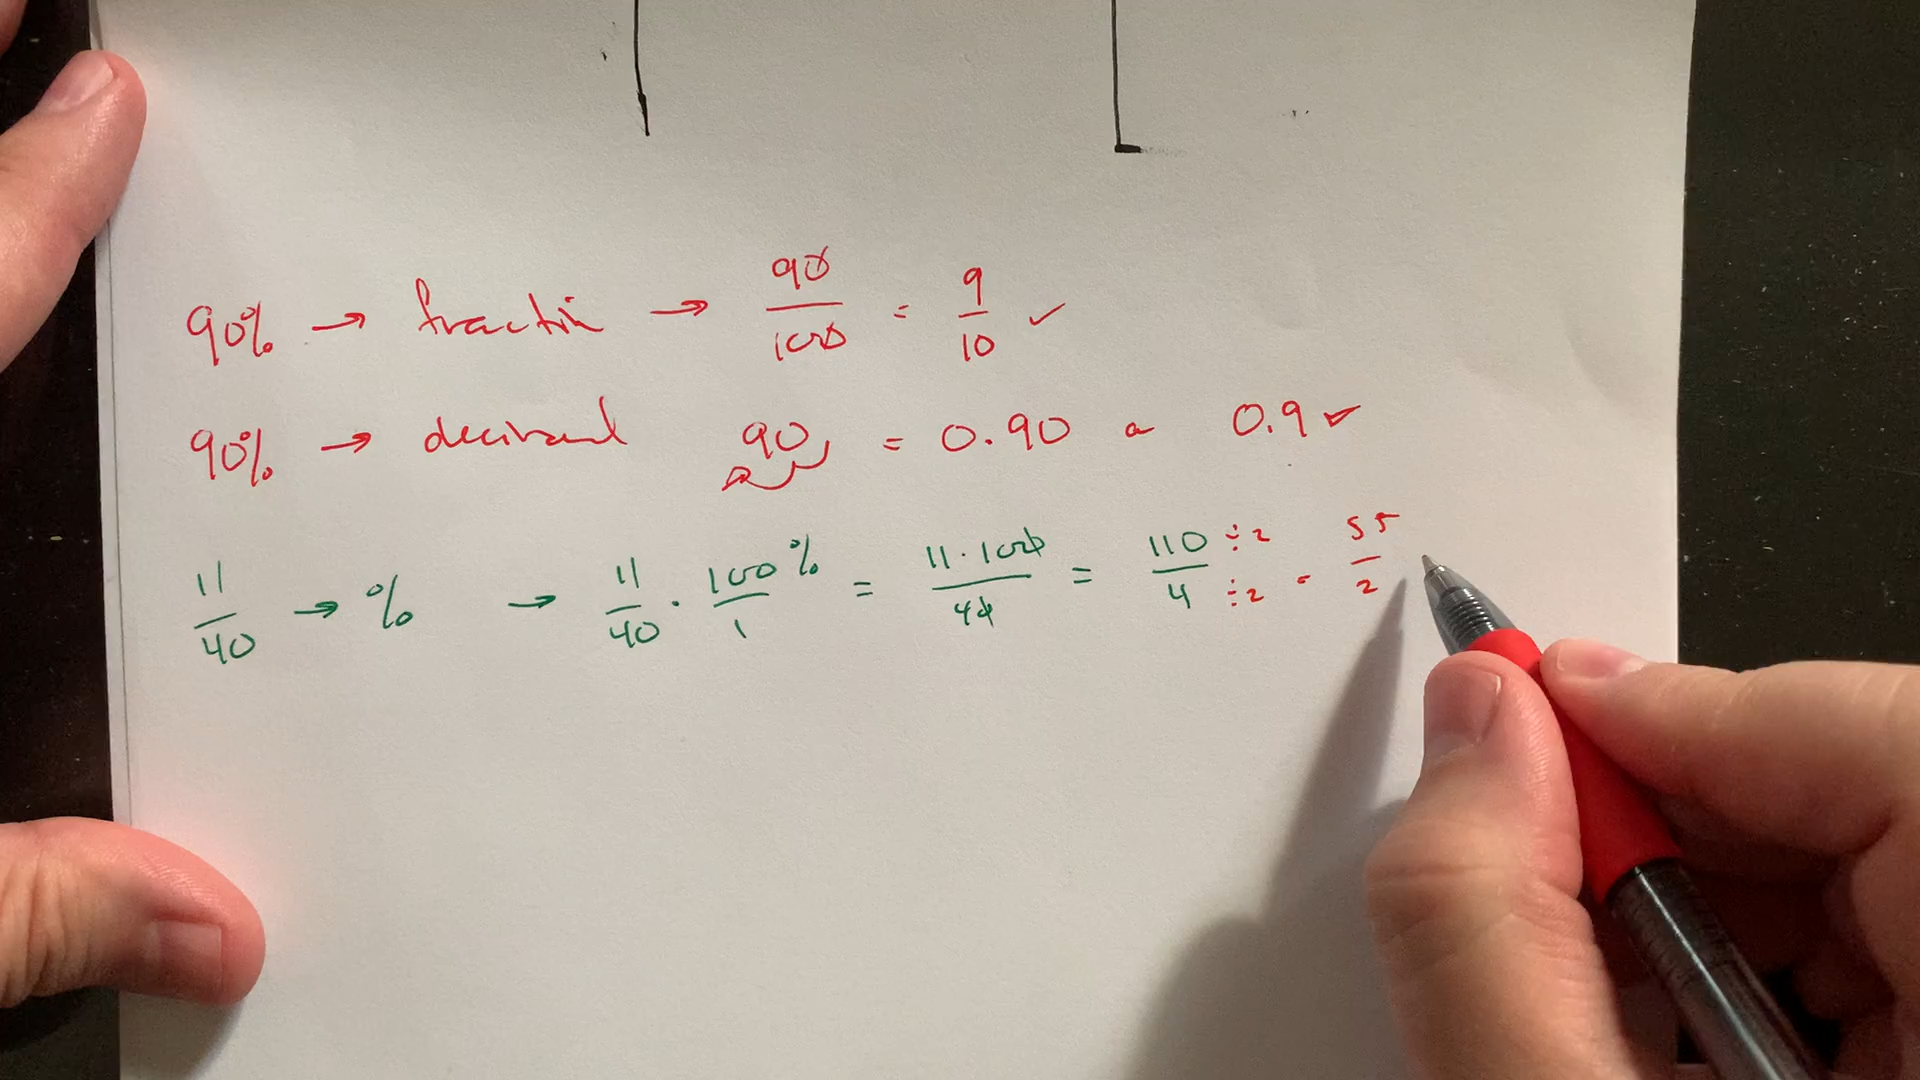 90% → fraction → 90/100 = 9/10 ✓
90% → decimal 90, = 0.90 or 0.9 ✓
11/40 → % → 11/40 · 100%/1 = 11·100/40 = 110/4 ÷2/÷2 = 55/2